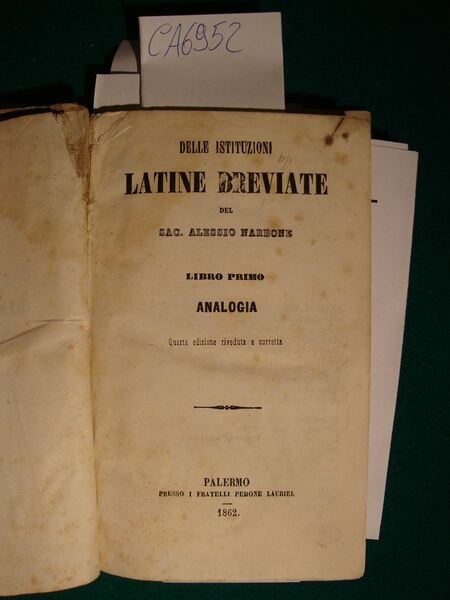 CA6952
DELLE ISTITUZIONI
LATINE BREVIATE
DEL
SAC. ALESSIO NARBONE
LIBRO PRIMO
ANALOGIA
Quarta edizione riveduta e corretta
PALERMO
PRESSO I FRATELLI PEDONE LAURIEL
1862.